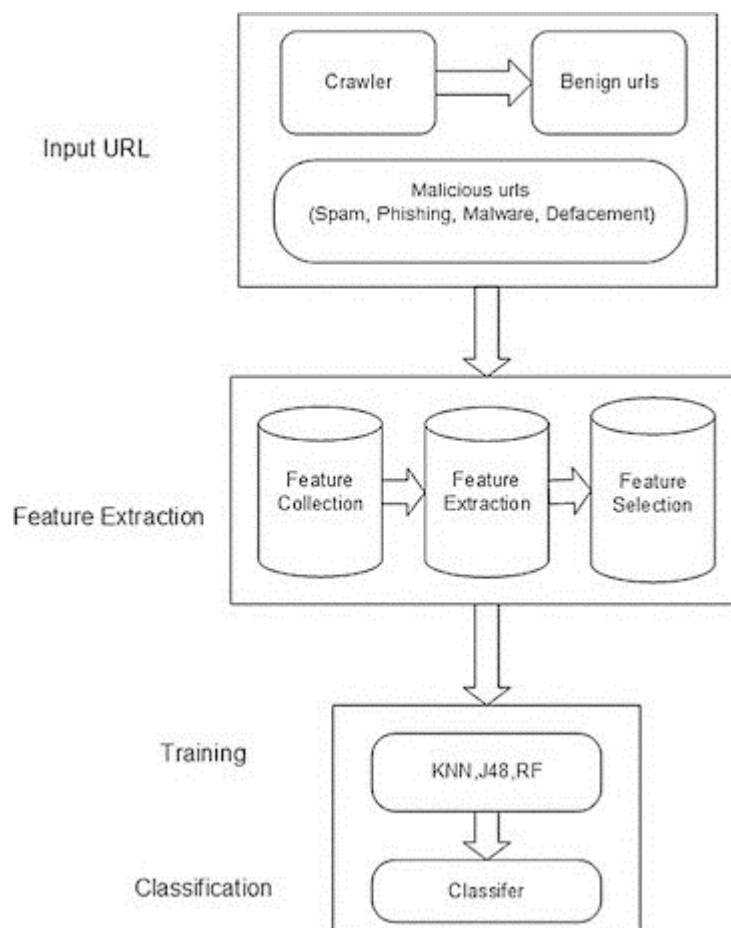 Crawler
Benign urls
Input URL
Malicious urls
(Spam, Phishing, Malware, Defacement)
Feature
Collection
Feature
Extraction
Feature
Selection
Feature Extraction
Training
KNN,J48,RF
Classification
Classifer